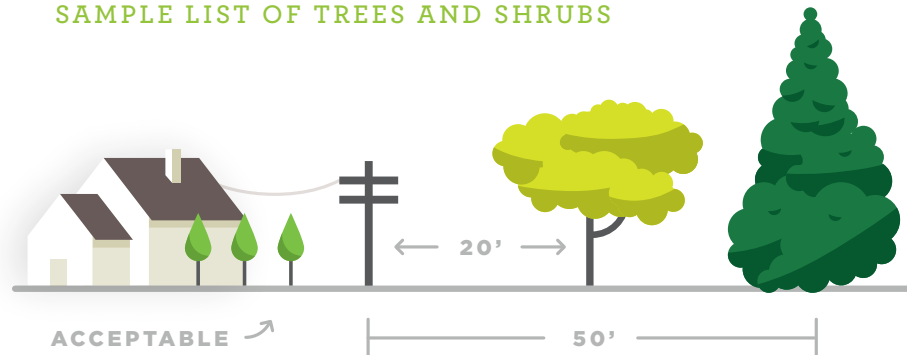 SAMPLE LIST OF TREES AND SHRUBS
20’
ACCEPTABLE
50’